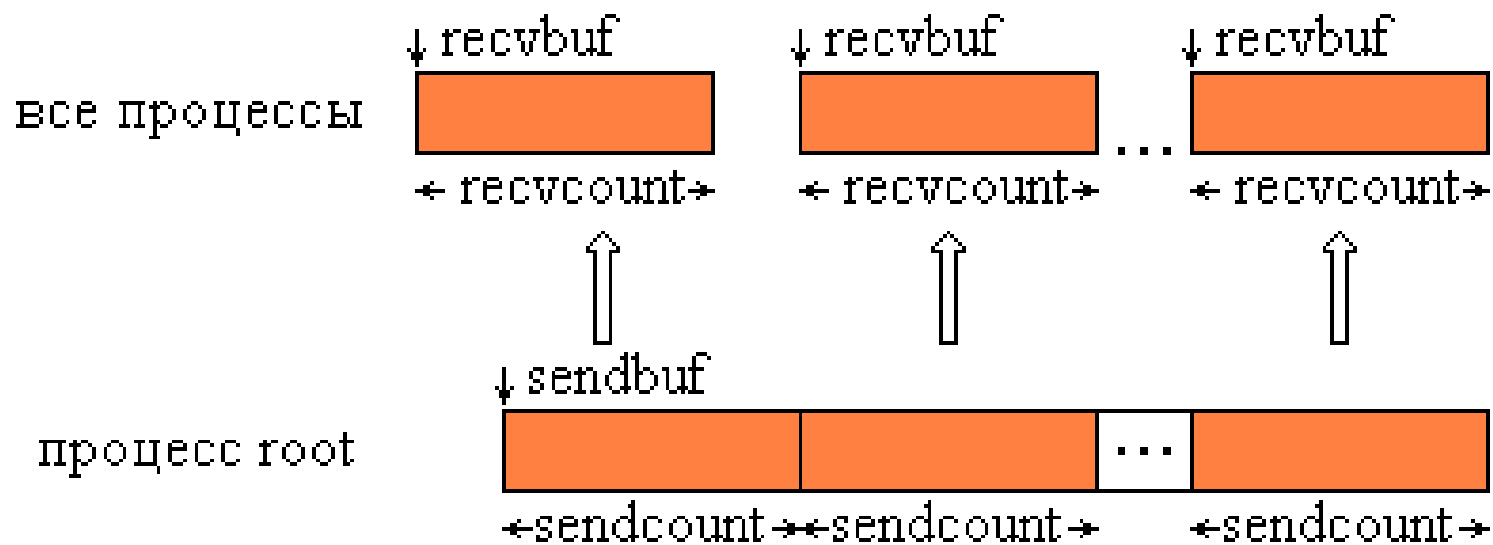 recvbuf recvbuf recvbuf
все процессы ...
recvcount recvcount recvcount
sendbuf
процесс root ...
sendcount sendcount sendcount